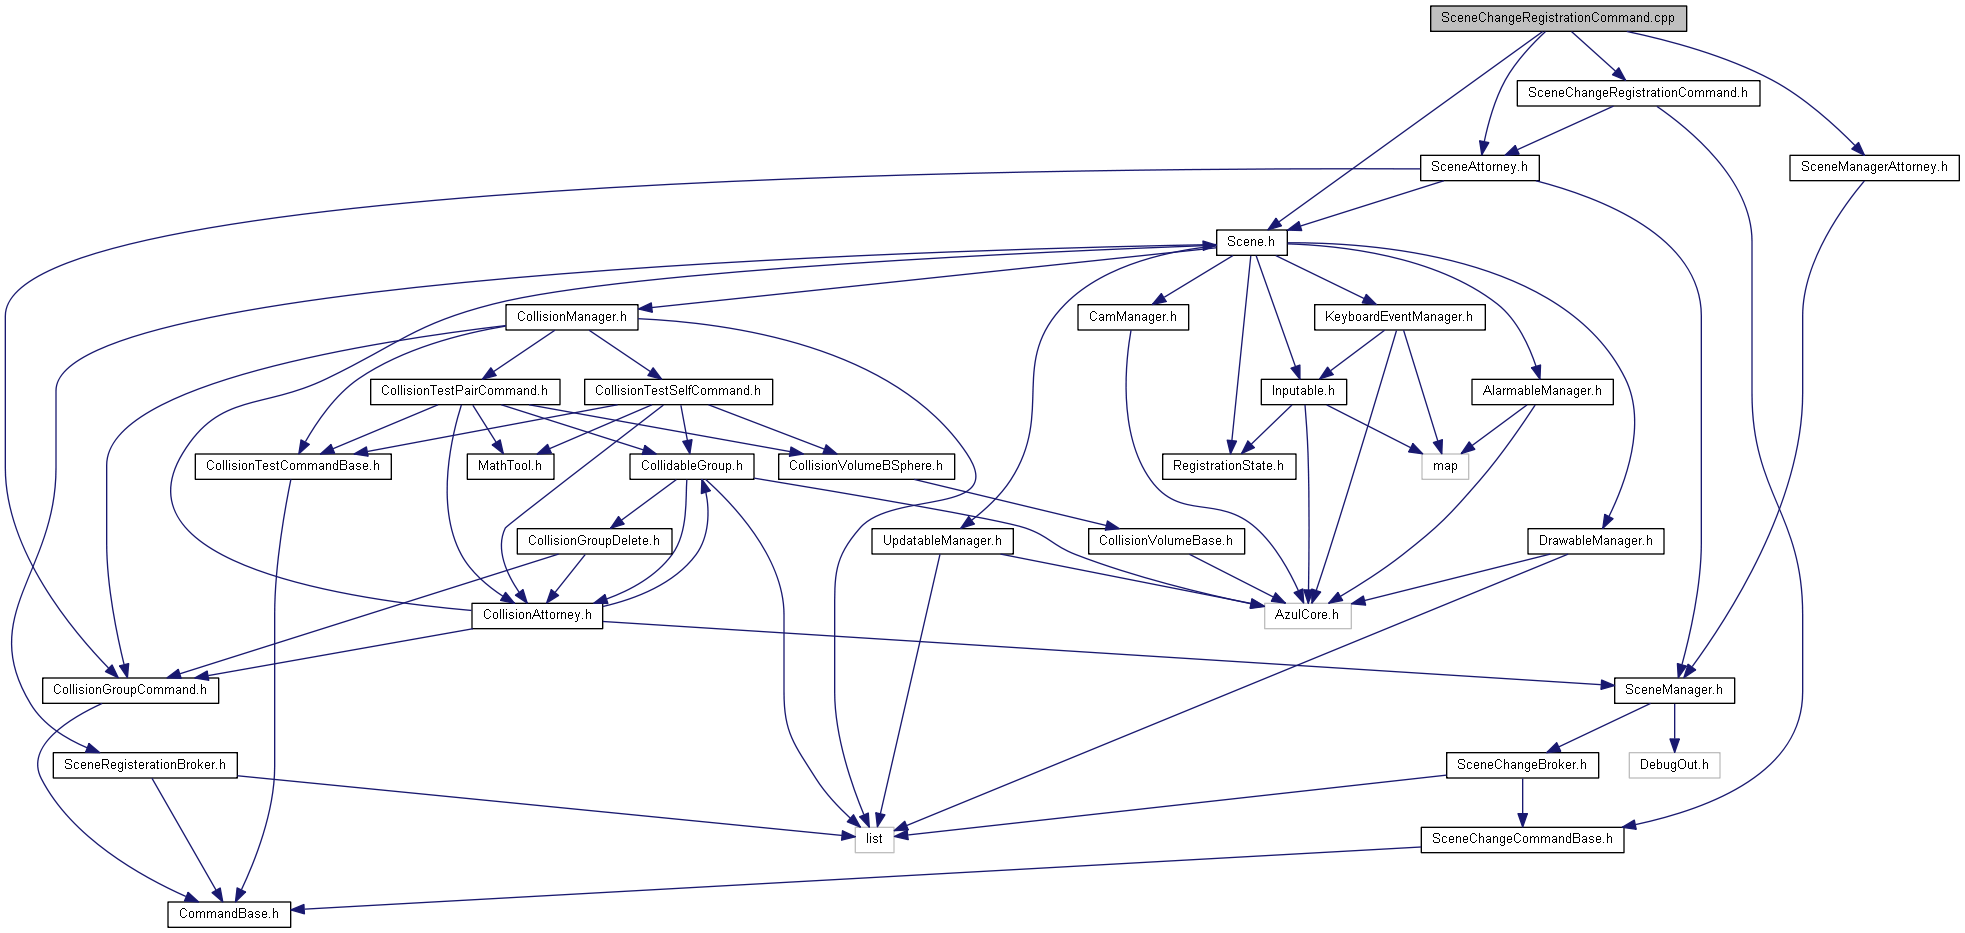 SceneChangeRegistrationCommand.cpp
SceneChangeRegistrationCommand.h
SceneAttorney.h
SceneManagerAttorney.h
Scene.h
CollisionManager.h
CamManager.h
KeyboardEventManager.h
CollisionTestPairCommand.h
CollisionTestSelfCommand.h
Inputable.h
AlarmableManager.h
CollisionTestCommandBase.h
MathTool.h
CollidableGroup.h
CollisionVolumeBSphere.h
RegistrationState.h
map
CollisionGroupDelete.h
UpdatableManager.h
CollisionVolumeBase.h
DrawableManager.h
CollisionAttorney.h
AzulCore.h
CollisionGroupCommand.h
SceneManager.h
SceneRegisterationBroker.h
SceneChangeBroker.h
DebugOut.h
list
SceneChangeCommandBase.h
CommandBase.h